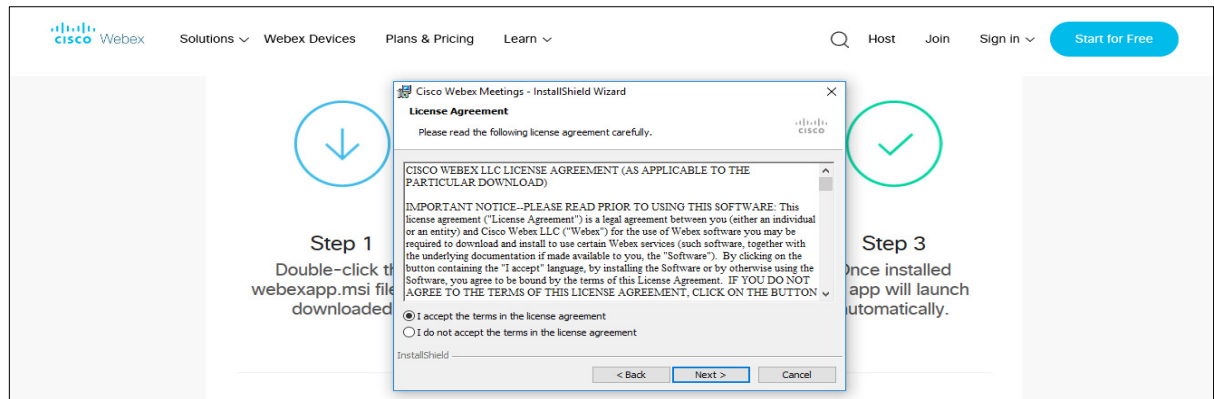 CISCO Webex Solutions Webex Devices Plans & Pricing Learn Host Join Sign in Start for Free
Cisco Webex Meetings - InstallShield Wizard
License Agreement
Please read the following license agreement carefully.
CISCO
CISCO WEBEX LLC LICENSE AGREEMENT (AS APPLICABLE TO THE
PARTICULAR DOWNLOAD)
IMPORTANT NOTICE--PLEASE READ PRIOR TO USING THIS SOFTWARE: This
license agreement ("License Agreement") is a legal agreement between you (either an individual
or an entity) and Cisco Webex LLC ("Webex") for the use of Webex software you may be
required to download and install to use certain Webex services (such software, together with
the underlying documentation if made available to you, the "Software"). By clicking on the
button containing the "I accept" language, by installing the Software or by otherwise using the
Software, you agree to be bound by the terms of this License Agreement. IF YOU DO NOT
AGREE TO THE TERMS OF THIS LICENSE AGREEMENT, CLICK ON THE BUTTON
I accept the terms in the license agreement
I do not accept the terms in the license agreement
InstallShield
< Back Next > Cancel
Step 1
Double-click
webexapp.msi file
downloaded
Step 3
installed
app will launch
automatically.